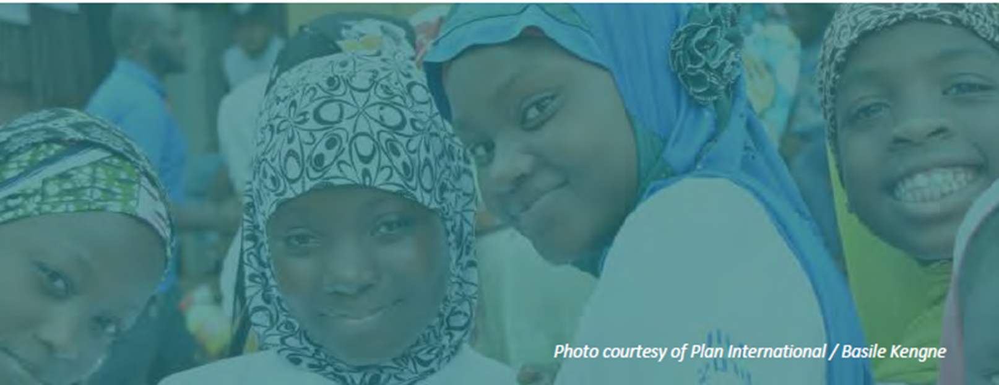 Photo courtesy of Plan International / Basile Kengne